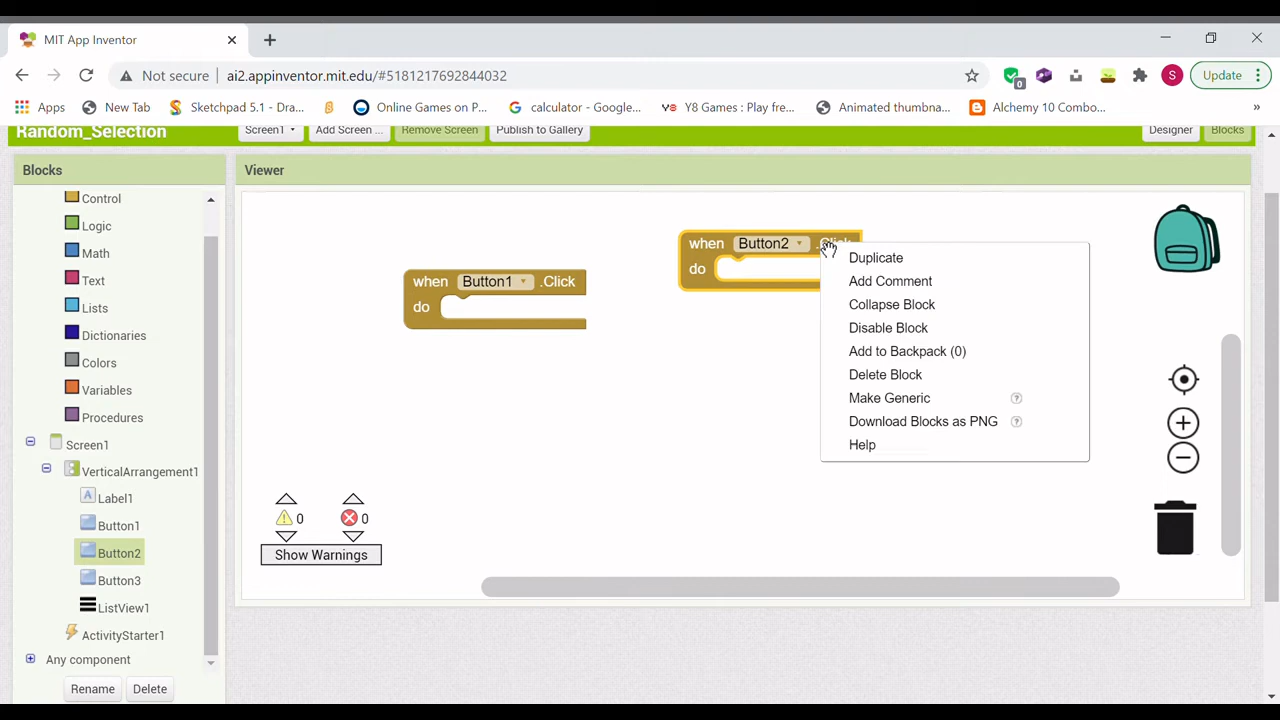 MIT App Inventor
Not secure | ai2.appinventor.mit.edu/#5181217692844032
0
S
Update
Apps
New Tab
Sketchpad 5.1 - Dra...
Online Games on P...
calculator - Google...
Y8 Games : Play fre...
Animated thumbna...
Alchemy 10 Combo...
»
Random_Selection
Screen1
Add Screen ...
Remove Screen
Publish to Gallery
Designer
Blocks
Blocks
Viewer
Control
Logic
Math
Text
Lists
Dictionaries
Colors
Variables
Procedures
Screen1
VerticalArrangement1
A Label1
Button1
Button2
Button3
ListView1
ActivityStarter1
Any component
Rename
Delete
when Button1 .Click
do
when Button2 .Click
do
Duplicate
Add Comment
Collapse Block
Disable Block
Add to Backpack (0)
Delete Block
Make Generic ?
Download Blocks as PNG ?
Help
0
0
Show Warnings